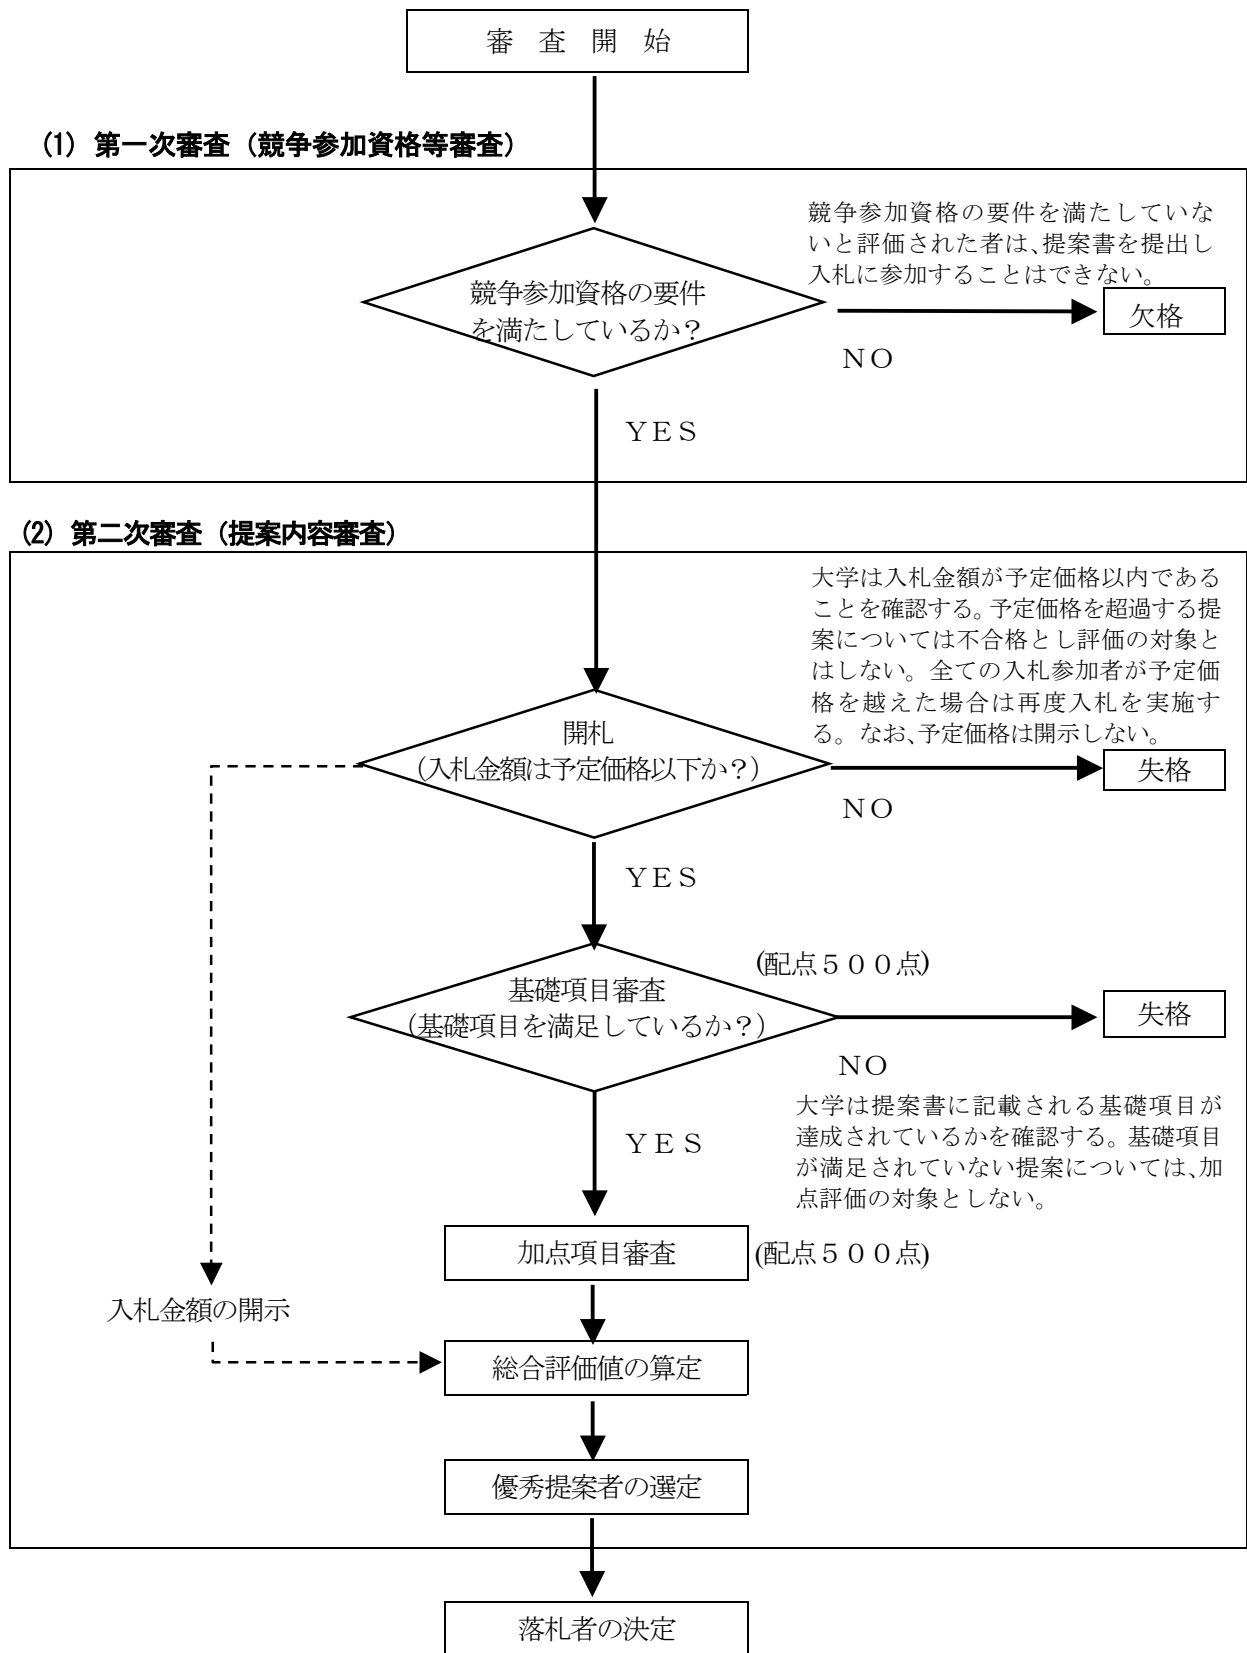 審査開始
(1) 第一次審査（競争参加資格等審査）
競争参加資格の要件を満たしていな
いと評価された者は、提案書を提出し
入札に参加することはできない。
競争参加資格の要件
を満たしているか？
欠格
ＮＯ
ＹＥＳ
(2) 第二次審査（提案内容審査）
大学は入札金額が予定価格以内である
ことを確認する。予定価格を超過する提
案については不合格とし評価の対象と
はしない。全ての入札参加者が予定価
格を越えた場合は再度入札を実施す
る。なお、予定価格は開示しない。
開札
（入札金額は予定価格以下か？）
失格
ＮＯ
ＹＥＳ
(配点５００点)
基礎項目審査
（基礎項目を満足しているか？）
失格
ＮＯ
大学は提案書に記載される基礎項目が
達成されているかを確認する。基礎項目
が満足されていない提案については、加
点評価の対象としない。
ＹＥＳ
加点項目審査
(配点５００点)
入札金額の開示
総合評価値の算定
優秀提案者の選定
落札者の決定